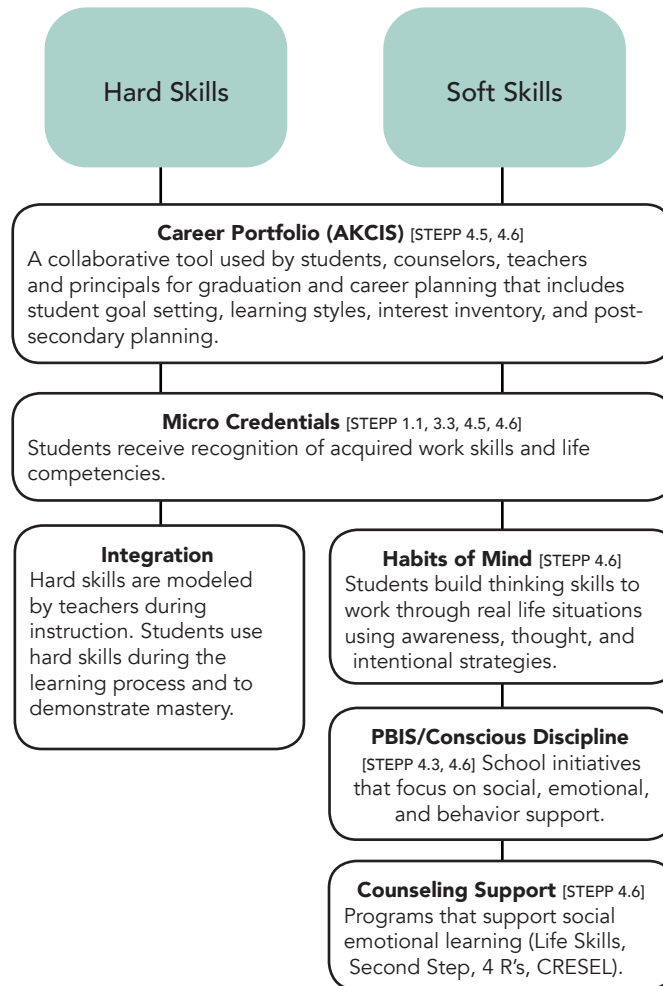 Hard Skills
Soft Skills
Career Portfolio (AKCIS) [STEPP 4.5, 4.6]
A collaborative tool used by students, counselors, teachers
and principals for graduation and career planning that includes
student goal setting, learning styles, interest inventory, and post-
secondary planning.
Micro Credentials [STEPP 1.1, 3.3, 4.5, 4.6]
Students receive recognition of acquired work skills and life
competencies.
Integration
Hard skills are modeled
by teachers during
instruction. Students use
hard skills during the
learning process and to
demonstrate mastery.
Habits of Mind [STEPP 4.6]
Students build thinking skills to
work through real life situations
using awareness, thought, and
intentional strategies.
PBIS/Conscious Discipline
[STEPP 4.3, 4.6] School initiatives
that focus on social, emotional,
and behavior support.
Counseling Support [STEPP 4.6]
Programs that support social
emotional learning (Life Skills,
Second Step, 4 R's, CRESEL).